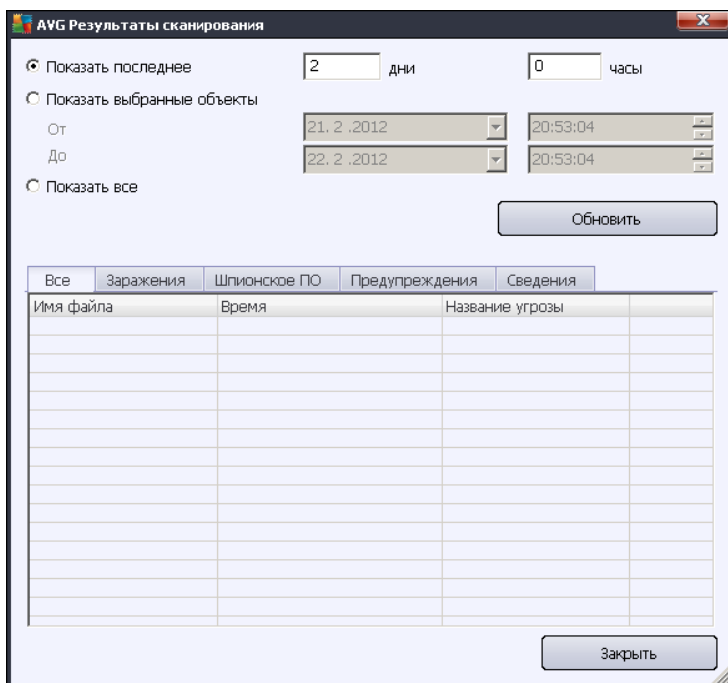 AVG Результаты сканирования
Показать последнее 2 дни 0 часы
Показать выбранные объекты
От 21. 2 .2012 20:53:04
До 22. 2 .2012 20:53:04
Показать все
Обновить
Все Заражения Шпионское ПО Предупреждения Сведения
Имя файла Время Название угрозы
Закрыть